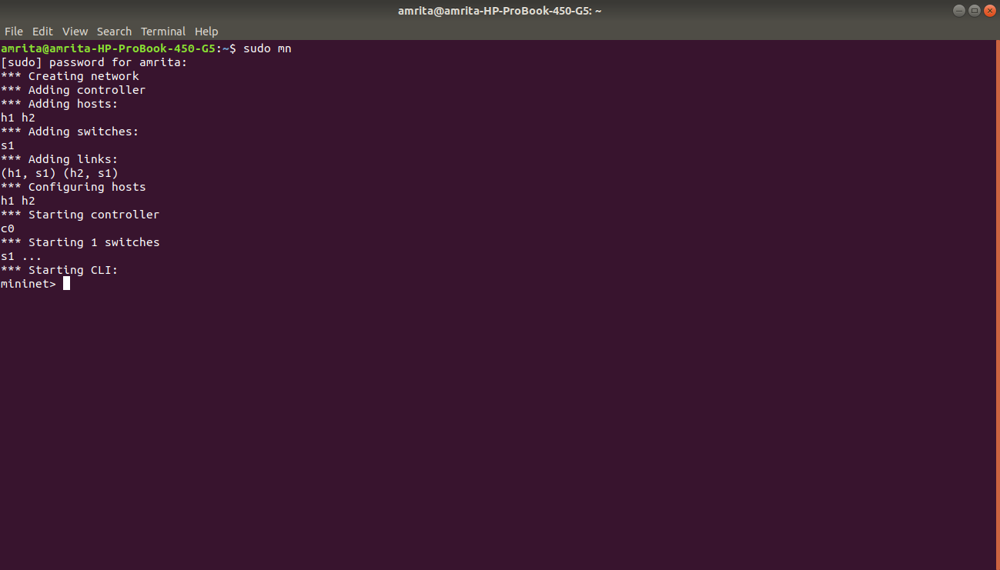 amrita@amrita-HP-ProBook-450-G5: ~
File Edit View Search Terminal Help
amrita@amrita-HP-ProBook-450-G5:~$ sudo mn
[sudo] password for amrita:
*** Creating network
*** Adding controller
*** Adding hosts:
h1 h2
*** Adding switches:
s1
*** Adding links:
(h1, s1) (h2, s1)
*** Configuring hosts
h1 h2
*** Starting controller
c0
*** Starting 1 switches
s1 ...
*** Starting CLI:
mininet>